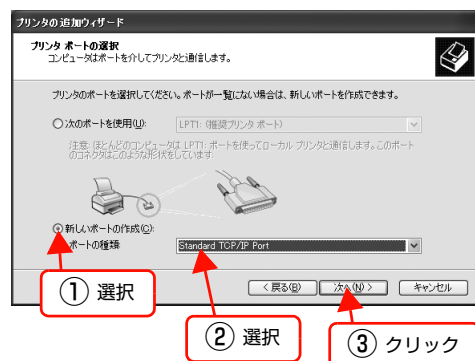 プリンタの追加ウィザード
プリンタ ポートの選択
コンピュータはポートを介してプリンタと通信します。
プリンタのポートを選択してください。ポートが一覧にない場合は、新しいポートを作成できます。
次のポートを使用(U):
LPT1: (推奨プリンタ ポート)
注意: ほとんどのコンピュータは LPT1: ポートを使ってローカル プリンタと通信します。このポート
のコネクタはこのような形状をしています:
新しいポートの作成(C):
ポートの種類
Standard TCP/IP Port
< 戻る(B)
次へ(N) >
キャンセル
① 選択
② 選択
③ クリック